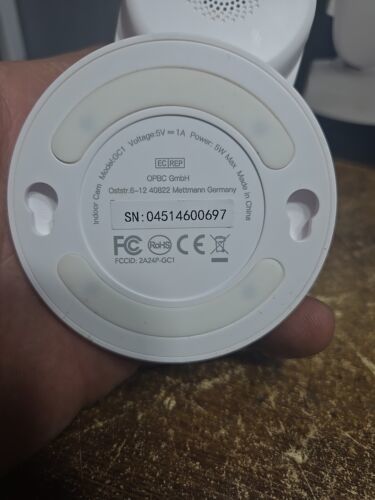 Indoor Cam Model:GC1 Voltage:5V⎓1A Power: 5W Max Made in China
EC REP
OPBC GmbH
Oststr.6-12 40822 Mettmann Germany
SN:04514600697
FC RoHS CE
FCCID: 2A24P-GC1